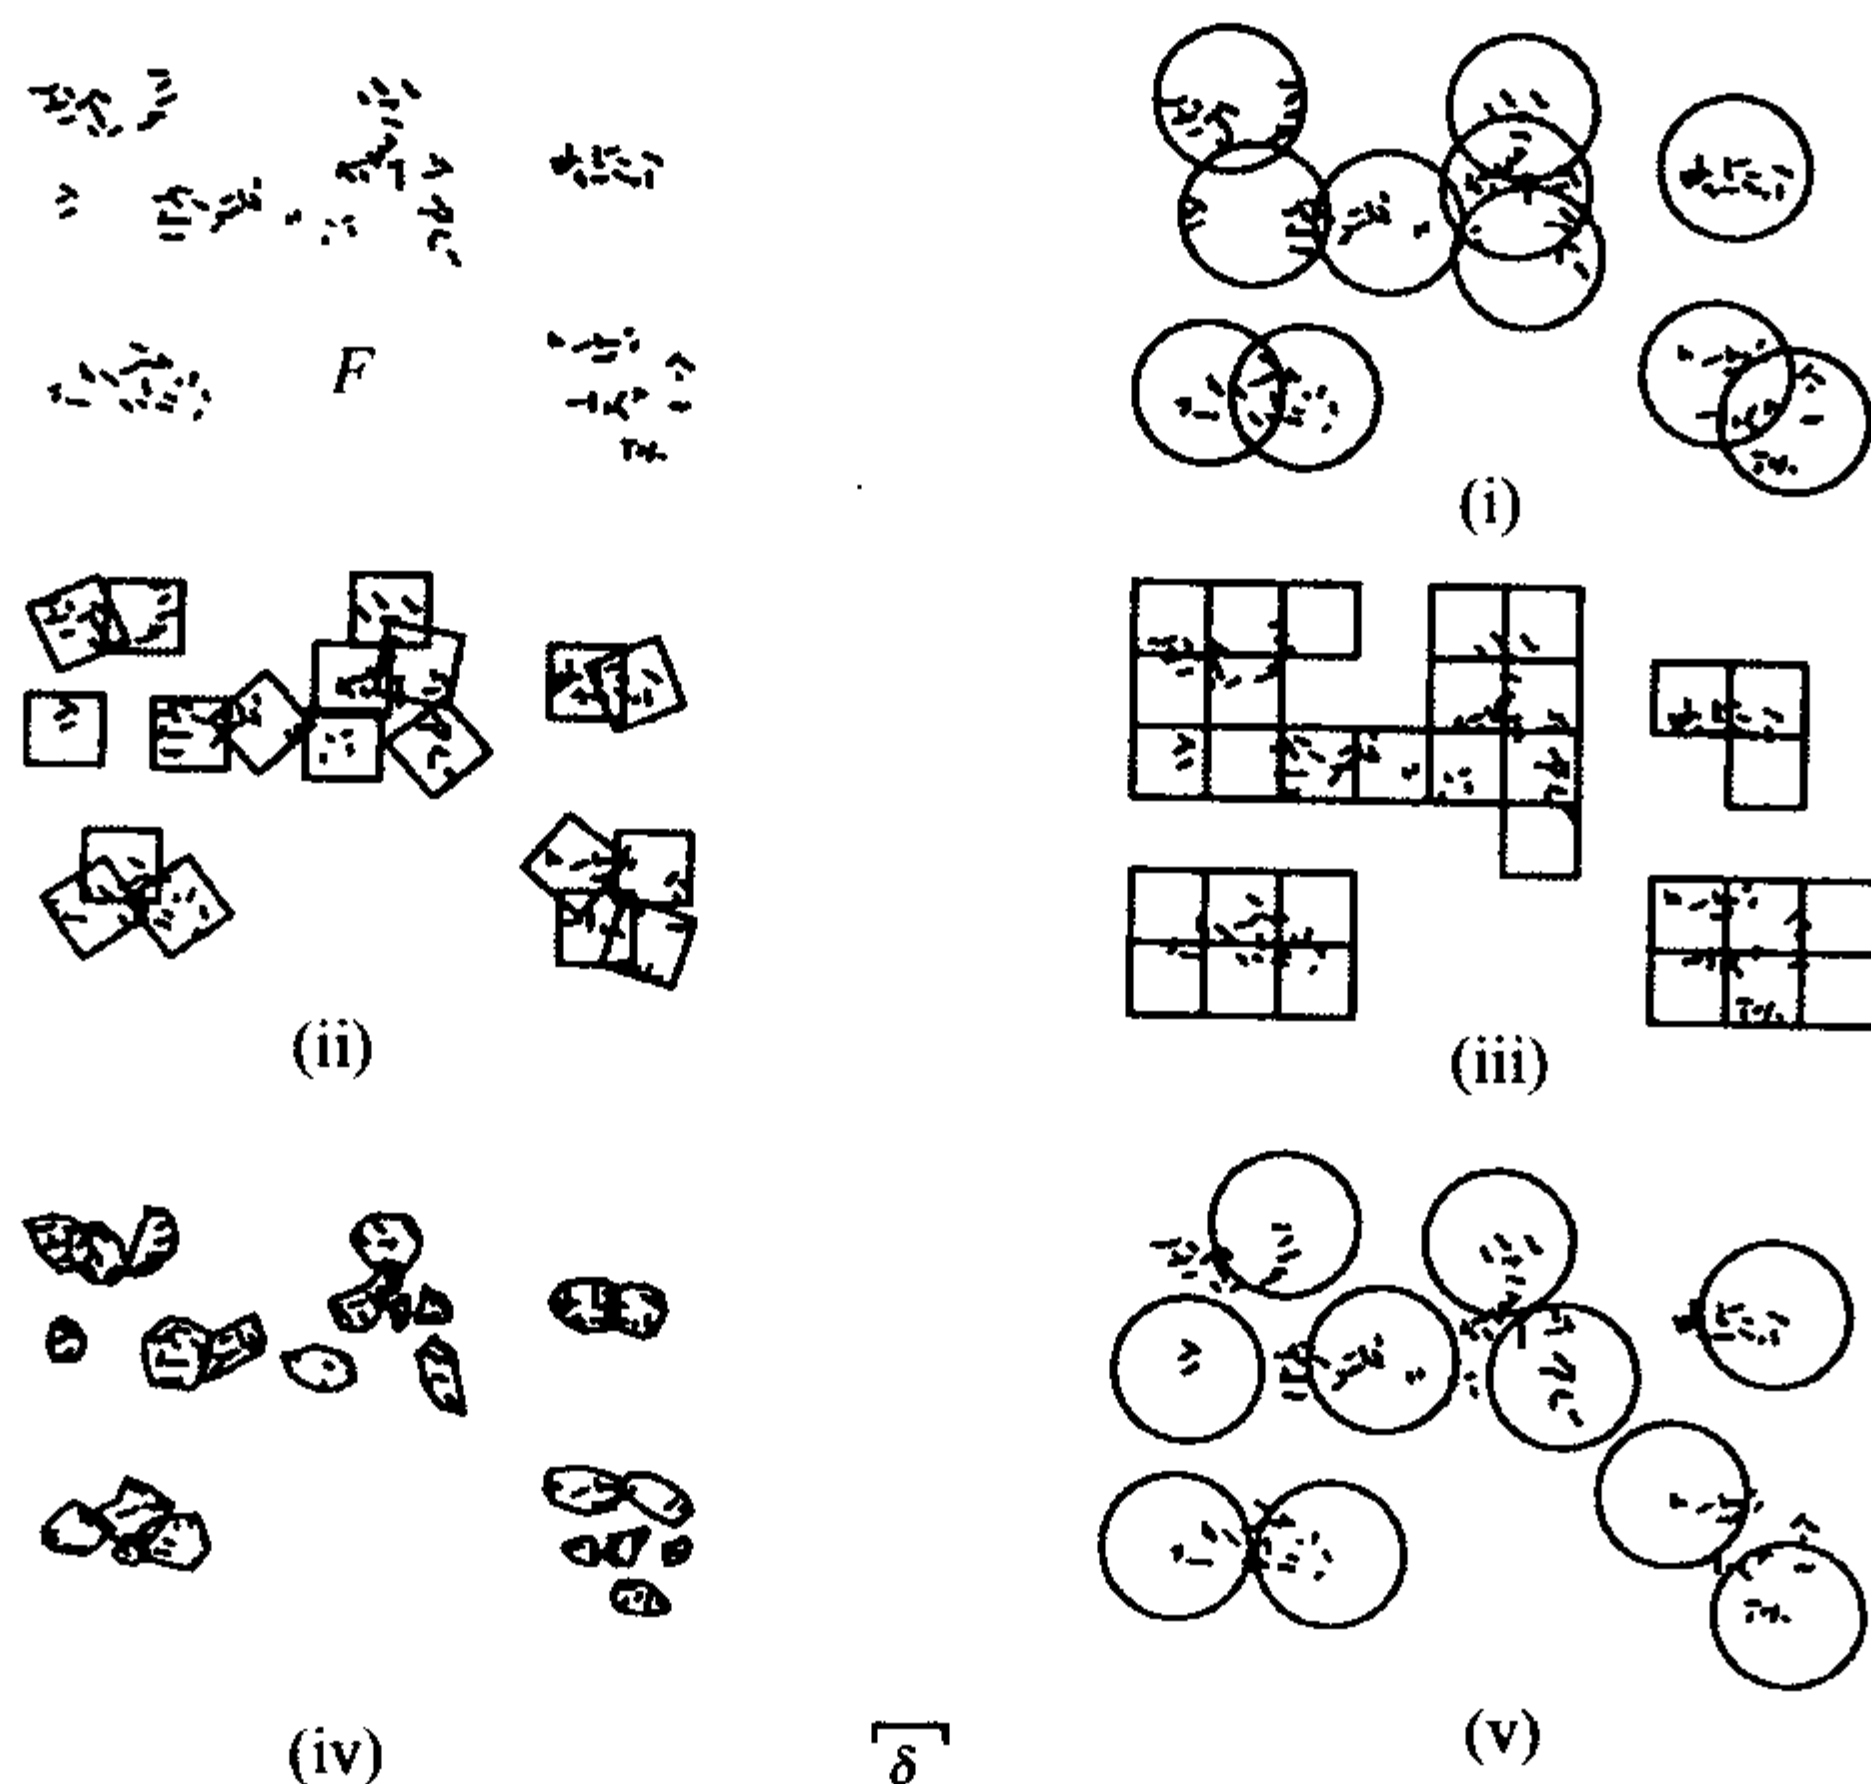 F
(i)
(ii)
(iii)
(iv)
δ
(v)